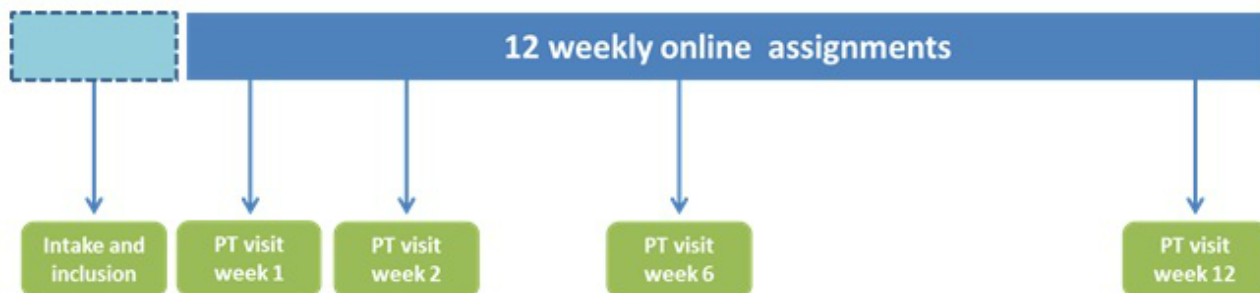 12 weekly online assignments
Intake and
inclusion
PT visit
week 1
PT visit
week 2
PT visit
week 6
PT visit
week 12